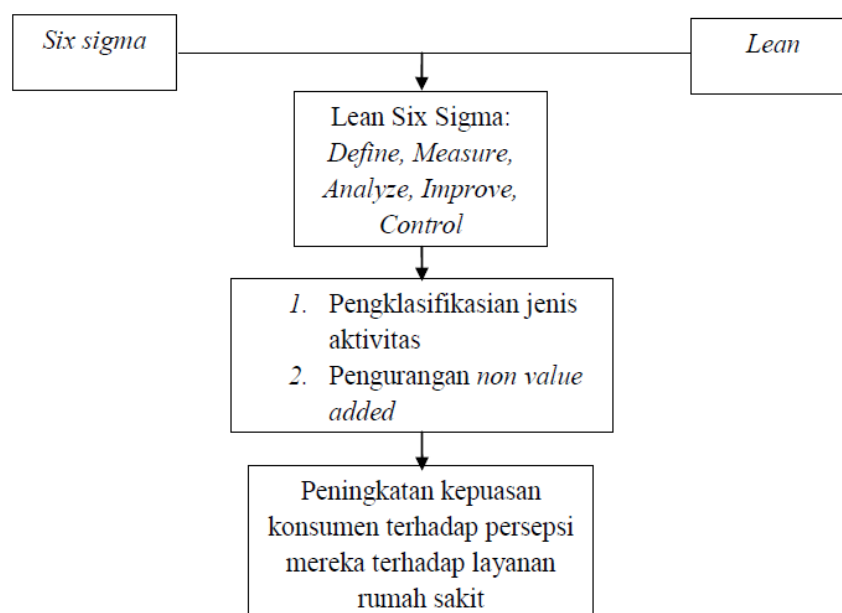 Six sigma
Lean
Lean Six Sigma:
Define, Measure,
Analyze, Improve,
Control
1. Pengklasifikasian jenis
aktivitas
2. Pengurangan non value
added
Peningkatan kepuasan
konsumen terhadap persepsi
mereka terhadap layanan
rumah sakit